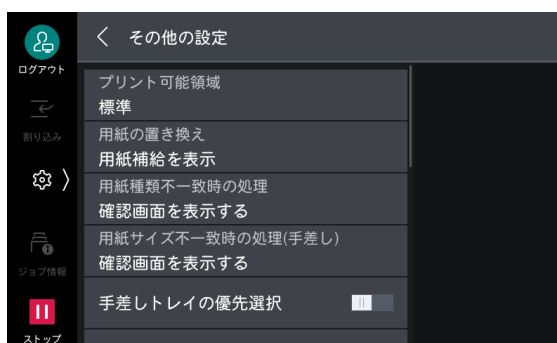 その他の設定
ログアウト
割り込み
ジョブ情報
ストップ
プリント可能領域
標準
用紙の置き換え
用紙補給を表示
用紙種類不一致時の処理
確認画面を表示する
用紙サイズ不一致時の処理(手差し)
確認画面を表示する
手差しトレイの優先選択